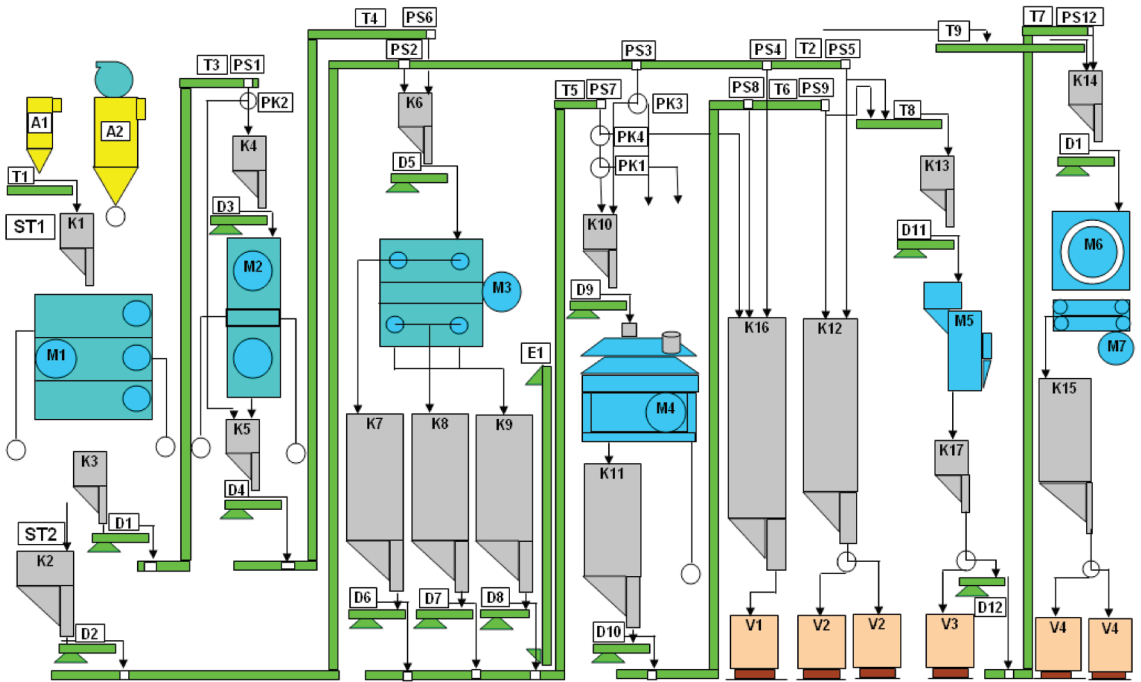 T4 PS6
T7 PS12
T9
PS2
PS3
PS4 T2 PS5
T3 PS1
K14
A1
A2
PK2
K6
T5 PS7
PK3
PS8 T6 PS9
T8
K4
PK4
D1
T1
D5
PK1
K13
ST1 K1
D3
K10
D11
M6
M2
M3
D9
M5
K16
K12
M7
M1
E1
K15
M4
K7
K8
K9
K5
K3
K11
K17
D4
D1
ST2
K2
D6
D7
D8
D12
D2
D10
V1
V2
V2
V3
V4
V4